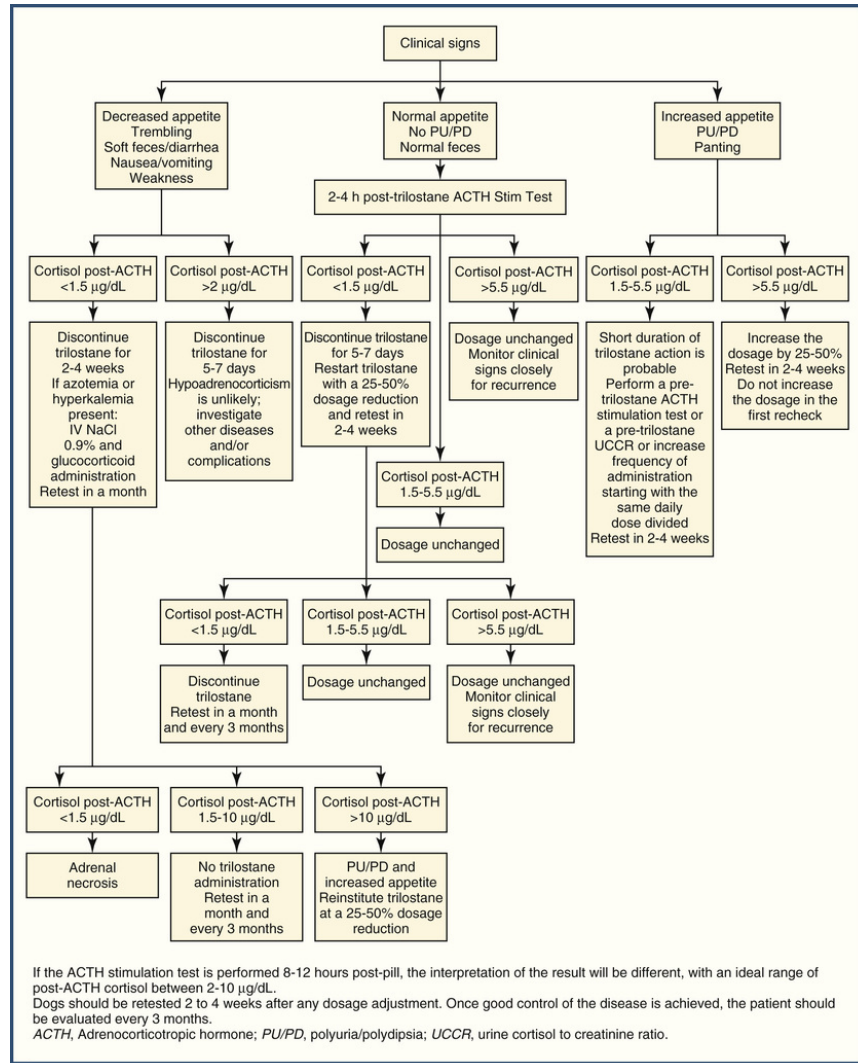 Clinical signs
Decreased appetite
Trembling
Soft feces/diarrhea
Nausea/vomiting
Weakness
Normal appetite
No PU/PD
Normal feces
Increased appetite
PU/PD
Panting
2-4 h post-trilostane ACTH Stim Test
Cortisol post-ACTH
<1.5 μg/dL
Cortisol post-ACTH
>2 μg/dL
Cortisol post-ACTH
<1.5 μg/dL
Cortisol post-ACTH
>5.5 μg/dL
Cortisol post-ACTH
1.5-5.5 μg/dL
Cortisol post-ACTH
>5.5 μg/dL
Discontinue
trilostane for
2-4 weeks
If azotemia or
hyperkalemia
present:
IV NaCl
0.9% and
glucocorticoid
administration
Retest in a month
Discontinue
trilostane for
5-7 days
Hypoadrenocorticism
is unlikely;
investigate
other diseases
and/or
complications
Discontinue trilostane
for 5-7 days
Restart trilostane
with a 25-50%
dosage reduction
and retest in
2-4 weeks
Dosage unchanged
Monitor clinical
signs closely
for recurrence
Short duration of
trilostane action is
probable
Perform a pre-
trilostane ACTH
stimulation test or
a pre-trilostane
UCCR or increase
frequency of
administration
starting with the
same daily
dose divided
Retest in 2-4 weeks
Increase the
dosage by 25-50%
Retest in 2-4 weeks
Do not increase
the dosage in the
first recheck
Cortisol post-ACTH
1.5-5.5 μg/dL
Dosage unchanged
Cortisol post-ACTH
<1.5 μg/dL
Cortisol post-ACTH
1.5-5.5 μg/dL
Cortisol post-ACTH
>5.5 μg/dL
Discontinue
trilostane
Retest in a month
and every 3 months
Dosage unchanged
Dosage unchanged
Monitor clinical
signs closely
for recurrence
Cortisol post-ACTH
<1.5 μg/dL
Cortisol post-ACTH
1.5-10 μg/dL
Cortisol post-ACTH
>10 μg/dL
Adrenal
necrosis
No trilostane
administration
Retest in a
month and
every 3 months
PU/PD and
increased appetite
Reinstitute trilostane
at a 25-50% dosage
reduction
If the ACTH stimulation test is performed 8-12 hours post-pill, the interpretation of the result will be different, with an ideal range of
post-ACTH cortisol between 2-10 μg/dL.
Dogs should be retested 2 to 4 weeks after any dosage adjustment. Once good control of the disease is achieved, the patient should
be evaluated every 3 months.
ACTH, Adrenocorticotropic hormone; PU/PD, polyuria/polydipsia; UCCR, urine cortisol to creatinine ratio.